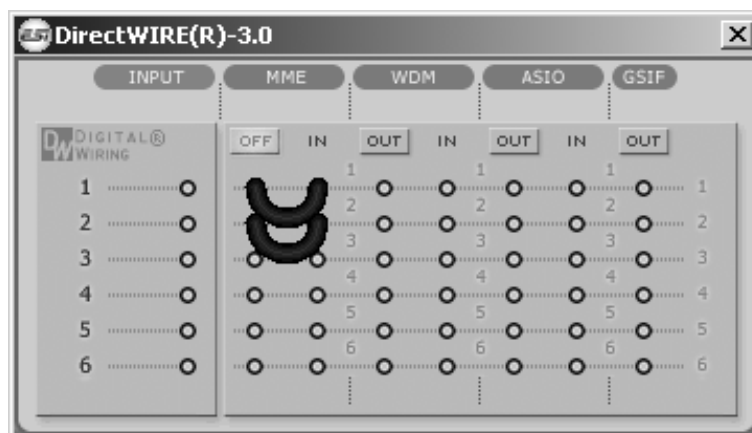 DirectWIRE(R)-3.0
INPUT MME WDM ASIO GSIF
DW DIGITAL® WIRING
OFF IN OUT IN OUT IN OUT
1 1 1 1 1
2 2 2 2 2
3 3 3 3 3
4 4 4 4 4
5 5 5 5 5
6 6 6 6 6